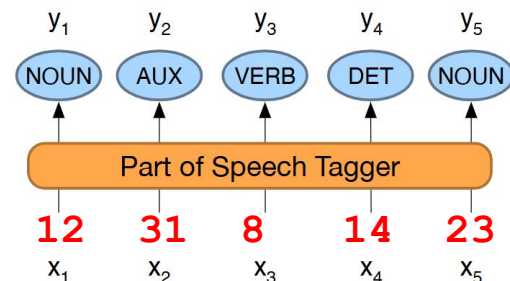 y1 y2 y3 y4 y5
NOUN AUX VERB DET NOUN
Part of Speech Tagger
12 31 8 14 23
x1 x2 x3 x4 x5